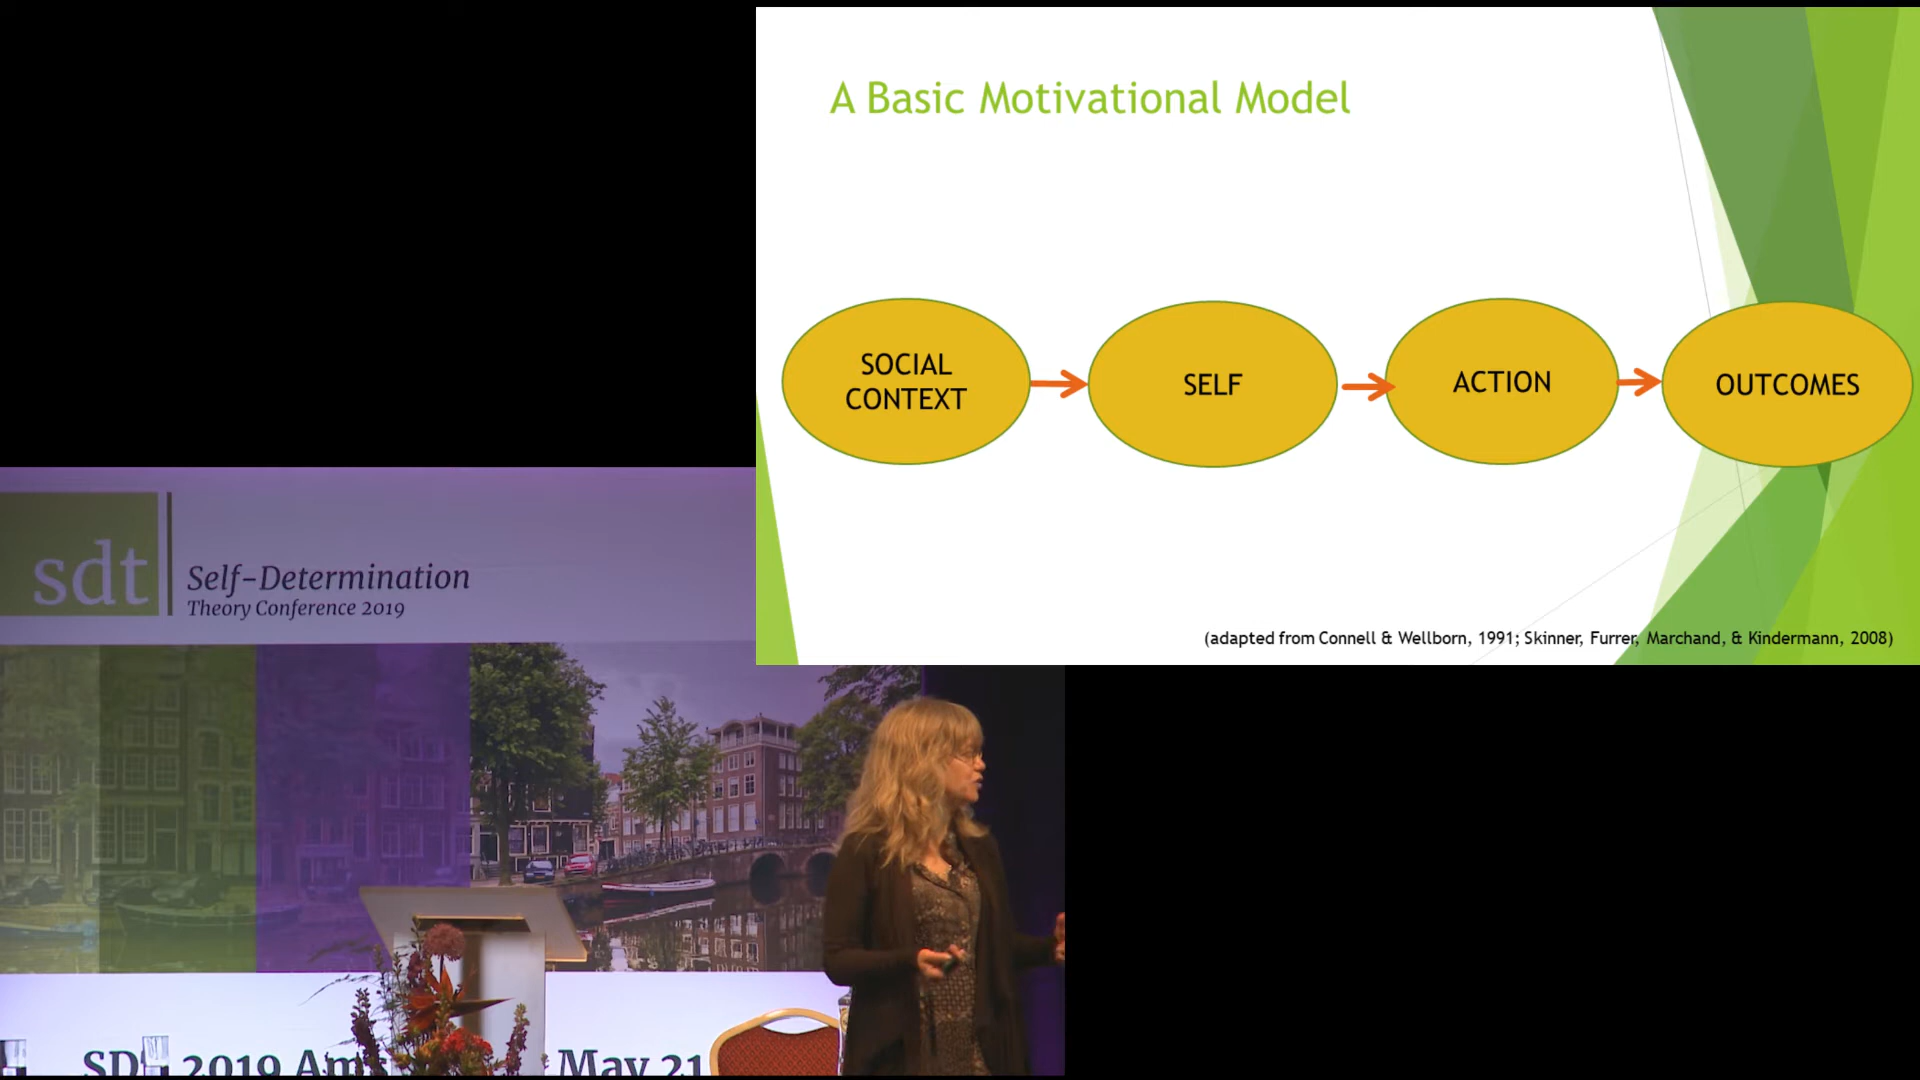 A Basic Motivational Model
SOCIAL
CONTEXT
SELF
ACTION
OUTCOMES
(adapted from Connell & Wellborn, 1991; Skinner, Furrer, Marchand, & Kindermann, 2008)
sdt
Self-Determination
Theory Conference 2019
2019
May 21